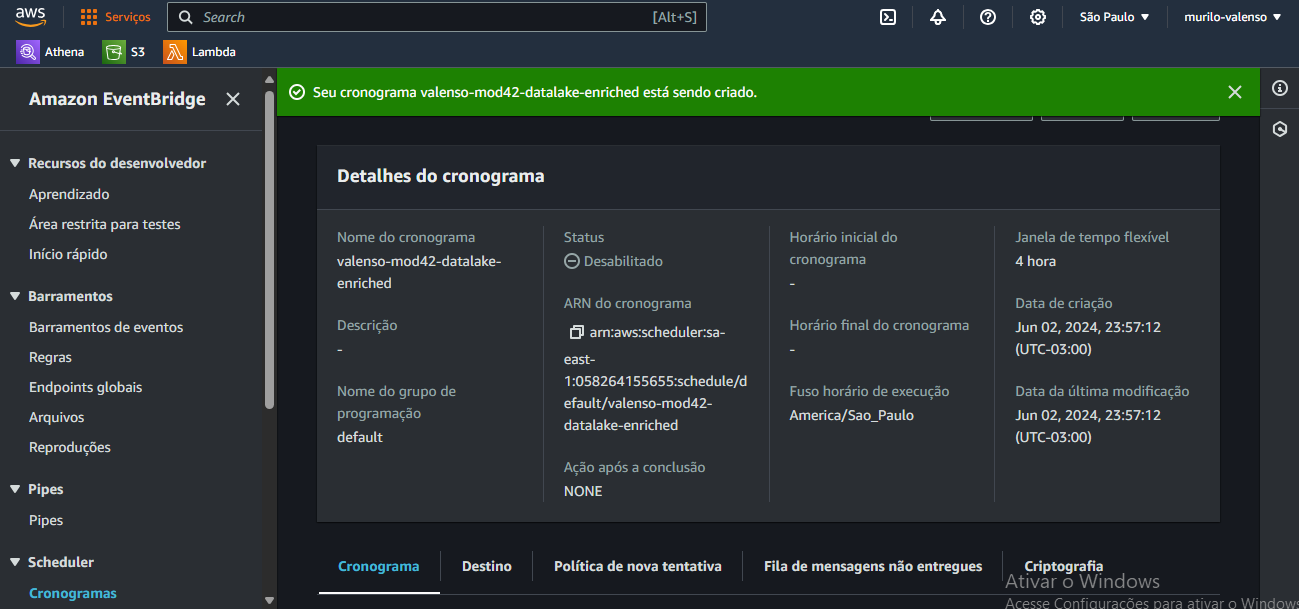 aws
Serviços
Search
[Alt+S]
São Paulo
murilo-valenso
Athena
S3
Lambda
Amazon EventBridge
Recursos do desenvolvedor
Aprendizado
Área restrita para testes
Início rápido
Barramentos
Barramentos de eventos
Regras
Endpoints globais
Arquivos
Reproduções
Pipes
Pipes
Scheduler
Cronogramas
Seu cronograma valenso-mod42-datalake-enriched está sendo criado.
Detalhes do cronograma
Nome do cronograma
valenso-mod42-datalake-
enriched
Descrição
-
Nome do grupo de
programação
default
Status
Desabilitado
ARN do cronograma
arn:aws:scheduler:sa-
east-
1:058264155655:schedule/d
efault/valenso-mod42-
datalake-enriched
Ação após a conclusão
NONE
Horário inicial do
cronograma
-
Horário final do cronograma
-
Fuso horário de execução
America/Sao_Paulo
Janela de tempo flexível
4 hora
Data de criação
Jun 02, 2024, 23:57:12
(UTC-03:00)
Data da última modificação
Jun 02, 2024, 23:57:12
(UTC-03:00)
Cronograma
Destino
Política de nova tentativa
Fila de mensagens não entregues
Criptografia
Ativar o Windows
Acesse Configurações para ativar o Windows